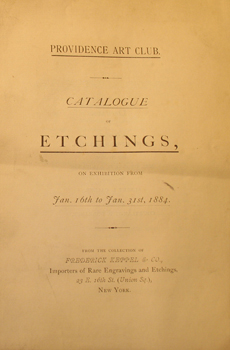 PROVIDENCE ART CLUB.
CATALOGUE
OF
ETCHINGS,
ON EXHIBITION FROM
Jan. 16th to Jan. 31st, 1884.
FROM THE COLLECTION OF
FREDERICK KEPPEL & CO.,
Importers of Rare Engravings and Etchings,
23 E. 16th St. (Union Sq.),
NEW YORK.